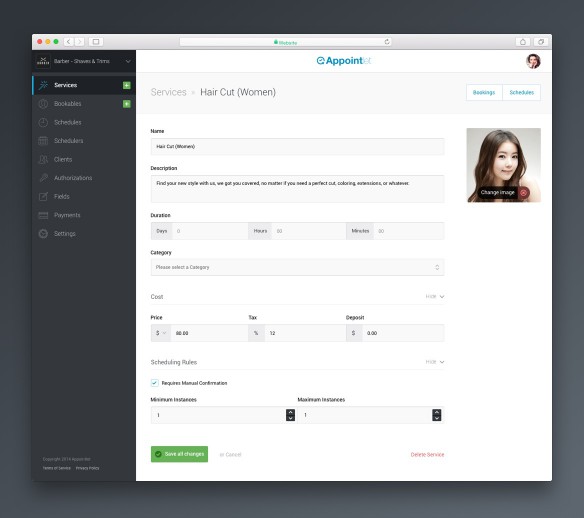 Website
Barber - Shaves & Trims
Appointlet
Services
Bookables
Schedules
Schedulers
Clients
Authorizations
Fields
Payments
Settings
Services » Hair Cut (Women)
Bookings
Schedules
Name
Hair Cut (Women)
Description
Find your new style with us, we got you covered, no matter if you need a perfect cut, coloring, extensions, or whatever.
Change image
Duration
Days 0 Hours 00 Minutes 00
Category
Please select a Category
Cost Hide
Price Tax Deposit
$ 80.00 % 12 $ 0.00
Scheduling Rules Hide
Requires Manual Confirmation
Minimum Instances Maximum Instances
1 1
Save all changes or Cancel Delete Service
Terms of Service Privacy Policy